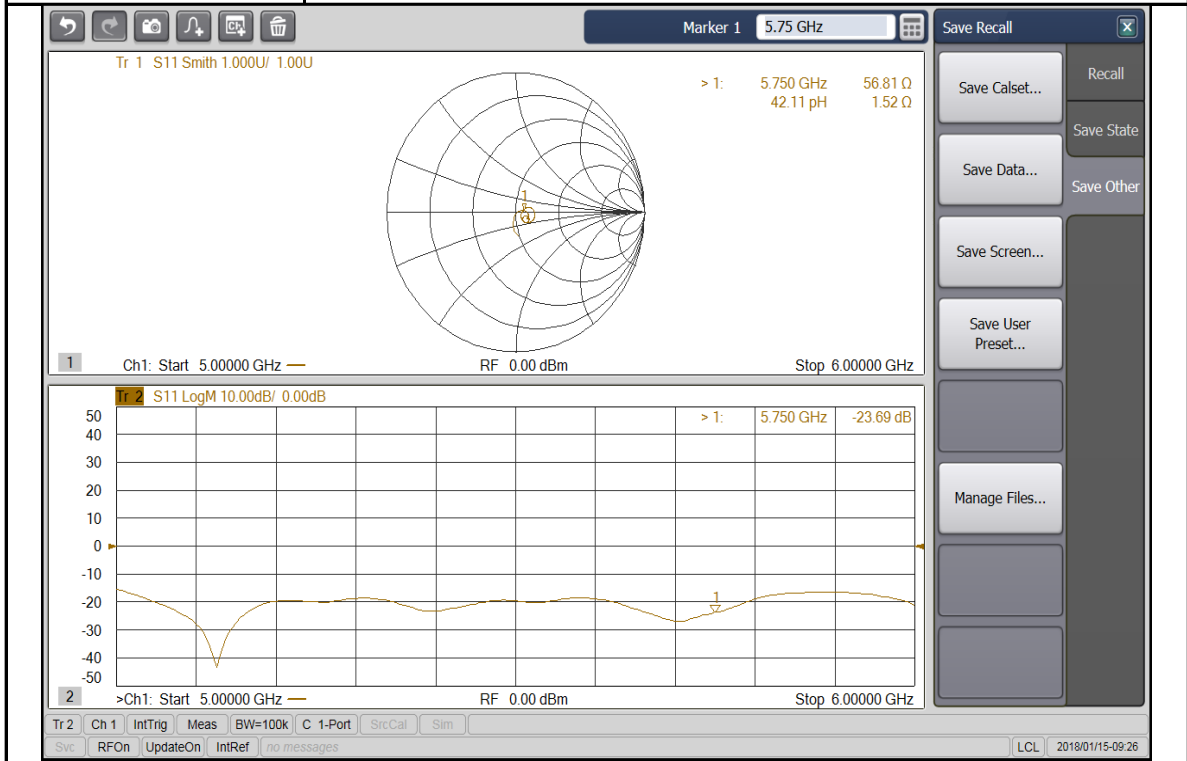 Marker 1 5.75 GHz
Save Recall
Tr 1 S11 Smith 1.000U/ 1.00U
> 1: 5.750 GHz 56.81 Ω
42.11 pH 1.52 Ω
1
1 Ch1: Start 5.00000 GHz RF 0.00 dBm Stop 6.00000 GHz
Tr 2 S11 LogM 10.00dB/ 0.00dB
> 1: 5.750 GHz -23.69 dB
50
40
30
20
10
0
-10
-20
-30
-40
-50
1
2 >Ch1: Start 5.00000 GHz RF 0.00 dBm Stop 6.00000 GHz
Save Calset...
Save Data...
Save Screen...
Save User
Preset...
Manage Files...
Recall
Save State
Save Other
Tr 2 Ch 1 IntTrig Meas BW=100k C 1-Port SrcCal Sim
Svc RFOn UpdateOn IntRef no messages LCL 2018/01/15-09:26